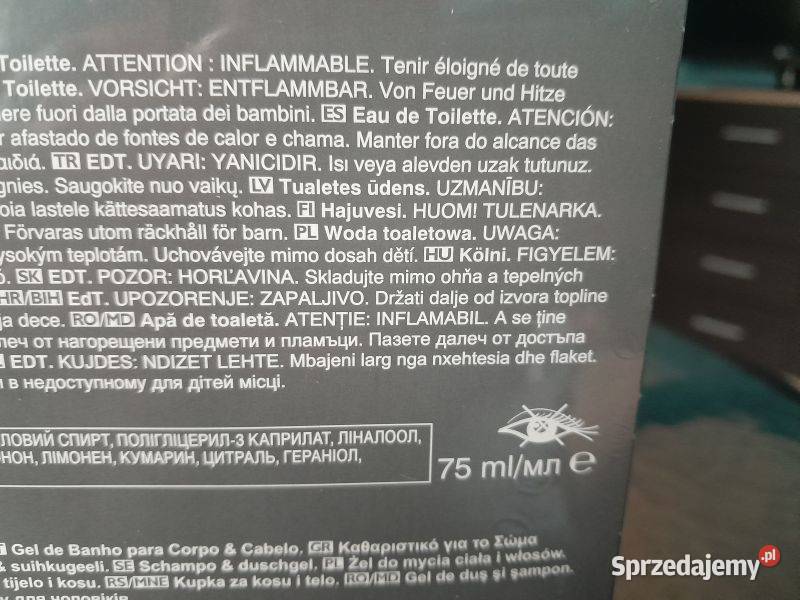 Toilette. ATTENTION : INFLAMMABLE. Tenir éloigné de toute
Toilette. VORSICHT: ENTFLAMMBAR. Von Feuer und Hitze
ere fuori dalla portata dei bambini. ES Eau de Toilette. ATENCIÓN:
r afastado de fontes de calor e chama. Manter fora do alcance das
αιδιά. TR EDT. UYARI: YANICIDIR. Isı veya alevden uzak tutunuz.
gnies. Saugokite nuo vaikų. LV Tualetes ūdens. UZMANĪBU:
oia lastele kättesaamatus kohas. FI Hajuvesi. HUOM! TULENARKA.
Förvaras utom räckhåll för barn. PL Woda toaletowa. UWAGA:
ysokým teplotám. Uchovávejte mimo dosah dětí. HU Kölni. FIGYELEM:
ó. SK EDT. POZOR: HORĽAVINA. Skladujte mimo ohňa a tepelných
HR/BIH EdT. UPOZORENJE: ZAPALJIVO. Držati dalje od izvora topline
ja dece. RO/MD Apă de toaletă. ATENȚIE: INFLAMABIL. A se ține
алеч от нагорещени предмети и пламъци. Пазете далеч от достъпа
EDT. KUJDES: NDIZET LEHTE. Mbajeni larg nga nxehtesia dhe flaket.
и в недоступному для дітей місці.
ЛОВИЙ СПИРТ, ПОЛІГЛІЦЕРИЛ-3 КАПРИЛАТ, ЛІНАЛООЛ,
НОН, ЛІМОНЕН, КУМАРИН, ЦИТРАЛЬ, ГЕРАНІОЛ,
75 ml/мл e
Gel de Banho para Corpo & Cabelo. GR Καθαριστικό για το Σώμα
& suihkugeeli. SE Schampo & duschgel. PL Żel do mycia ciała i włosów.
tijelo i kosu. RS/MNE Kupka za kosu i telo. RO/MD Gel de duș și șampon.
у для чоловіків
Sprzedajemy.pl